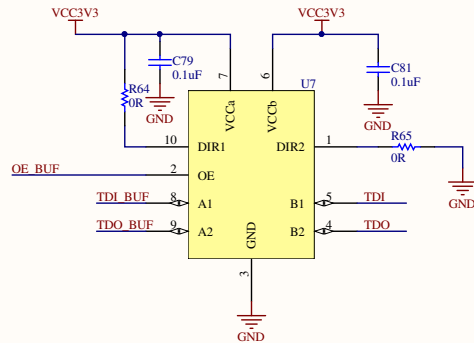 VCC3V3
VCC3V3
C79
0.1uF
C81
0.1uF
7
6
U7
R64
0R
GND
GND
VCCa
VCCb
R65
0R
10
DIR1
DIR2
1
OE_BUF
2
OE
GND
TDI_BUF
8
A1
B1
5
TDI
TDO_BUF
9
A2
GND
B2
4
TDO
3
GND